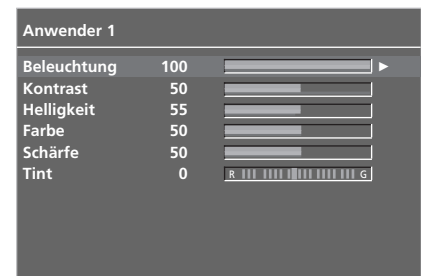 Anwender 1
Beleuchtung 100
Kontrast 50
Helligkeit 55
Farbe 50
Schärfe 50
Tint 0 R G